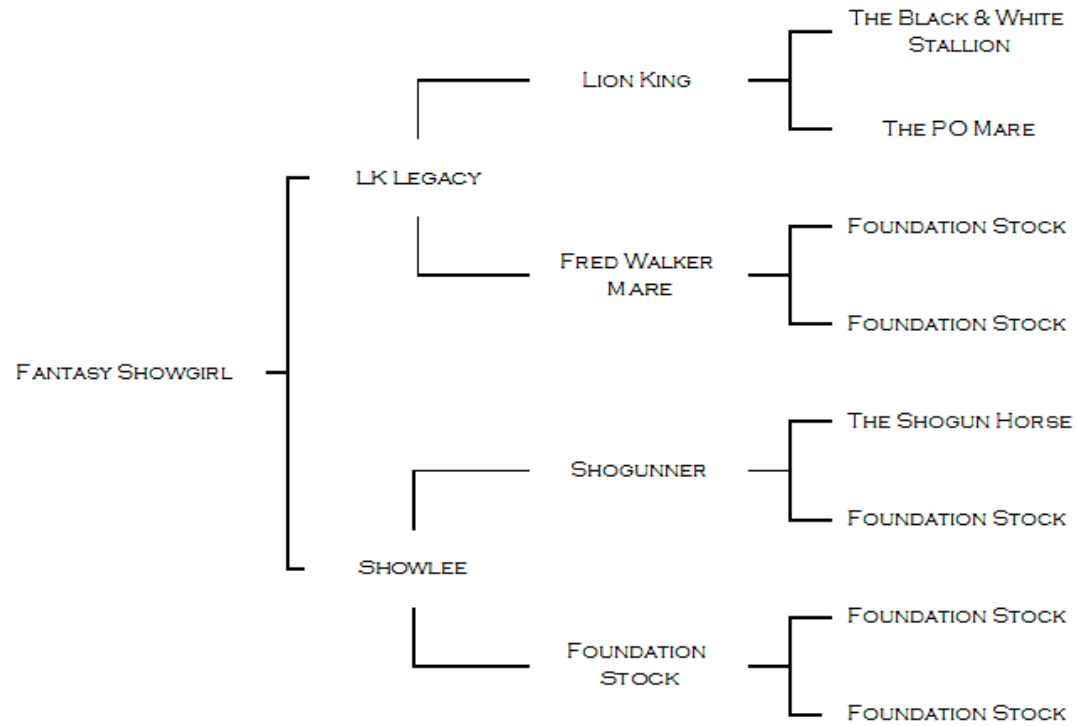 The Black & White
Stallion
Lion King
The PO Mare
LK Legacy
Foundation Stock
Fred Walker
Mare
Foundation Stock
Fantasy Showgirl
The Shogun Horse
Shogunner
Foundation Stock
Showlee
Foundation Stock
Foundation
Stock
Foundation Stock